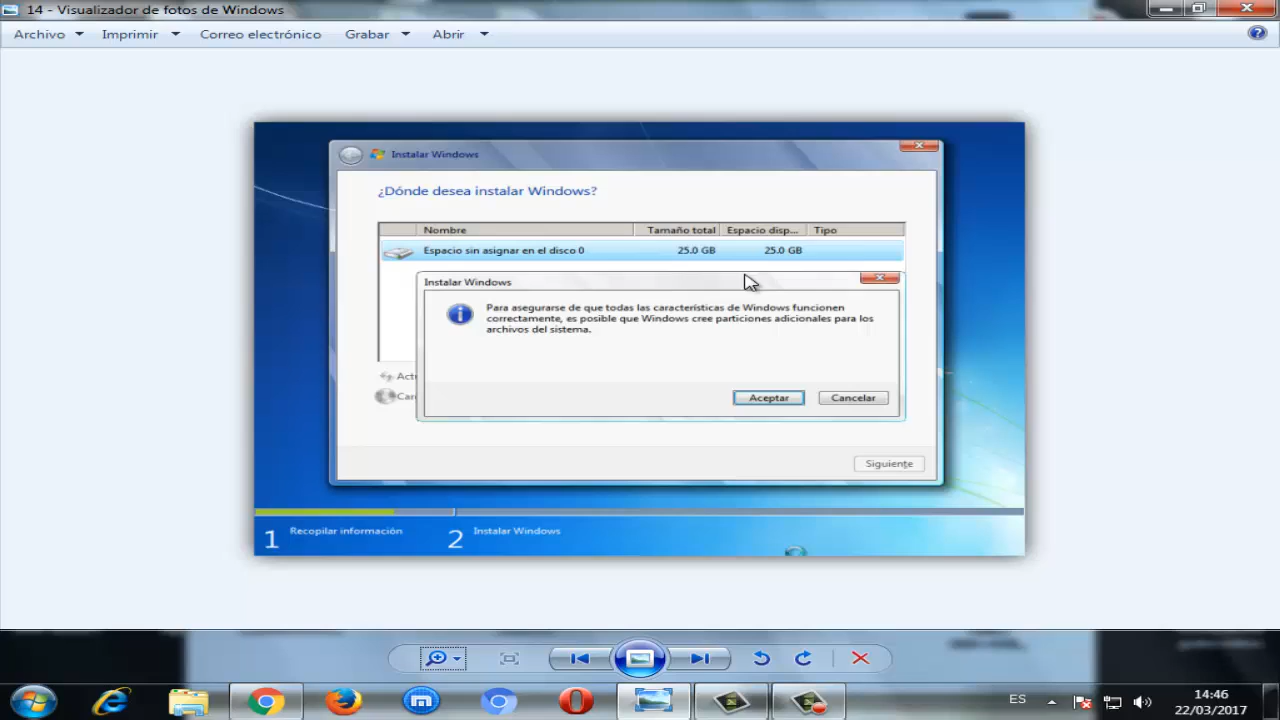 14 - Visualizador de fotos de Windows
Archivo Imprimir Correo electrónico Grabar Abrir
Instalar Windows
¿Dónde desea instalar Windows?
Nombre Tamaño total Espacio disp... Tipo
Espacio sin asignar en el disco 0 25.0 GB 25.0 GB
Instalar Windows
Para asegurarse de que todas las características de Windows funcionen
correctamente, es posible que Windows cree particiones adicionales para los
archivos del sistema.
Aceptar Cancelar
Siguiente
1 Recopilar información 2 Instalar Windows
ES 14:46
22/03/2017